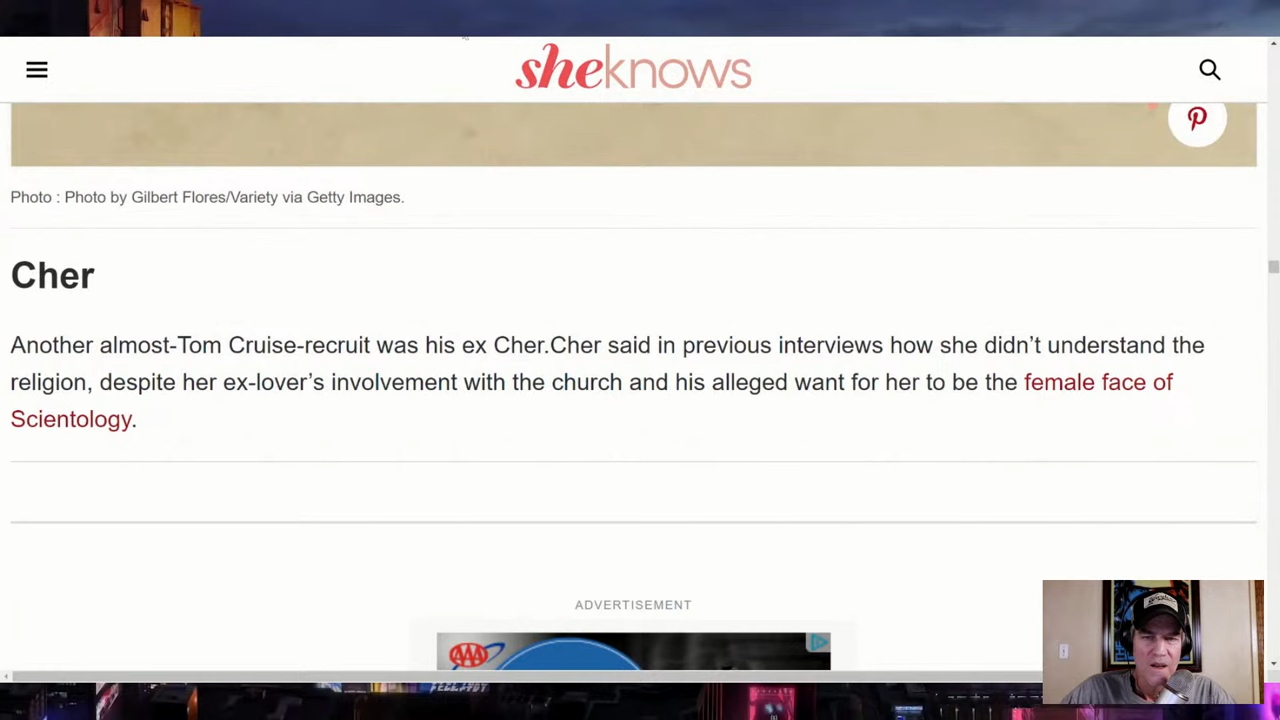 sheknows
Photo : Photo by Gilbert Flores/Variety via Getty Images.
Cher
Another almost-Tom Cruise-recruit was his ex Cher.Cher said in previous interviews how she didn’t understand the
religion, despite her ex-lover’s involvement with the church and his alleged want for her to be the female face of
Scientology.
ADVERTISEMENT
AAA